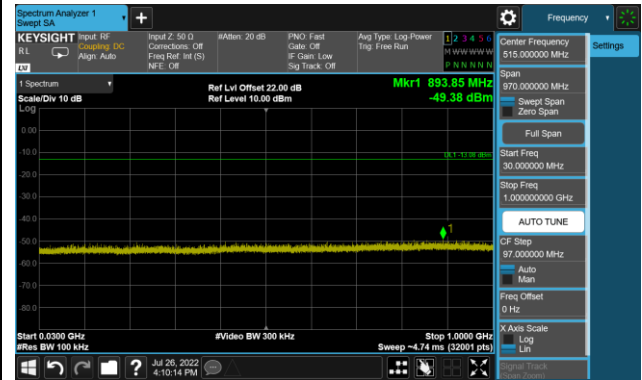 Spectrum Analyzer 1
Swept SA
+
Frequency
KEYSIGHT
RL
Input: RF
Coupling: DC
Align: Auto
Input Z: 50 Ω
Corrections: Off
Freq Ref: Int (S)
NFE: Off
#Atten: 20 dB
PNO: Fast
Gate: Off
IF Gain: Low
Sig Track: Off
Avg Type: Log-Power
Trig: Free Run
1 2 3 4 5 6
M W W W W W
P N N N N N
1 Spectrum
Scale/Div 10 dB
Log
Ref Lvl Offset 22.00 dB
Ref Level 10.00 dBm
Mkr1 893.85 MHz
-49.38 dBm
0.00
-10.0
DL1 -13.00 dBm
-20.0
-30.0
-40.0
1
-50.0
-60.0
-70.0
-80.0
Start 0.0300 GHz
#Res BW 100 kHz
#Video BW 300 kHz
Stop 1.0000 GHz
Sweep ~4.74 ms (32001 pts)
?
Jul 26, 2022
4:10:14 PM
Settings
Center Frequency
515.000000 MHz
Span
970.000000 MHz
Swept Span
Zero Span
Full Span
Start Freq
30.000000 MHz
Stop Freq
1.000000000 GHz
AUTO TUNE
CF Step
97.000000 MHz
Auto
Man
Freq Offset
0 Hz
X Axis Scale
Log
Lin
Signal Track
(Span Zoom)